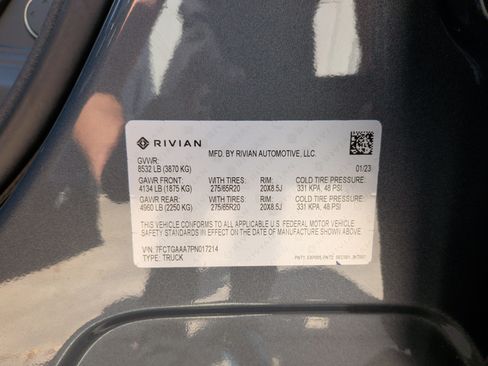 RIVIAN
MFD. BY RIVIAN AUTOMOTIVE, LLC.
GVWR:
8532 LB (3870 KG)
01/23
GAWR FRONT: WITH TIRES: RIM: COLD TIRE PRESSURE:
4134 LB (1875 KG) 275/65R20 20X8.5J 331 KPA, 48 PSI
GAWR REAR: WITH TIRES: RIM: COLD TIRE PRESSURE:
4960 LB (2250 KG) 275/65R20 20X8.5J 331 KPA, 48 PSI
THIS VEHICLE CONFORMS TO ALL APPLICABLE U.S. FEDERAL MOTOR VEHICLE
SAFETY STANDARDS IN EFFECT ON THE DATE OF MANUFACTURE SHOWN ABOVE.
VIN: 7FCTGAAA7PN017214
TYPE: TRUCK